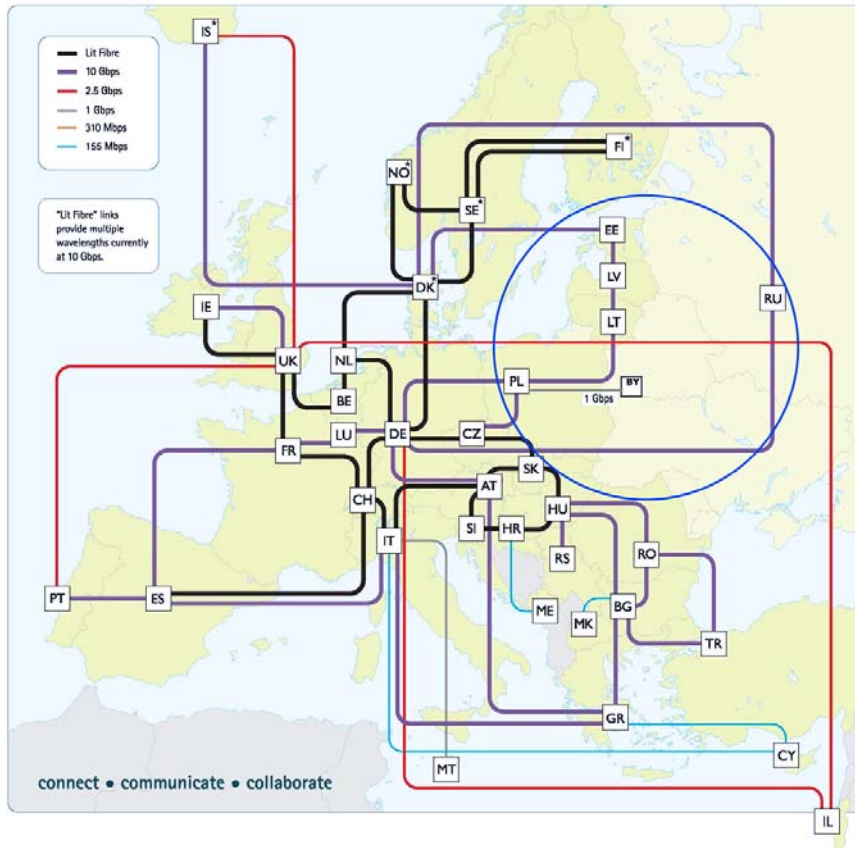 IS*
Lit Fibre
10 Gbps
2.5 Gbps
1 Gbps
310 Mbps
155 Mbps
"Lit Fibre" links
provide multiple
wavelengths currently
at 10 Gbps.
FI*
NO*
SE*
EE
DK*
LV
RU
IE
LT
UK
NL
PL
BY
1 Gbps
BE
LU
DE
CZ
FR
SK
CH
AT
HU
SI
HR
IT
RS
RO
PT
ES
ME
MK
BG
TR
GR
CY
MT
connect • communicate • collaborate
IL